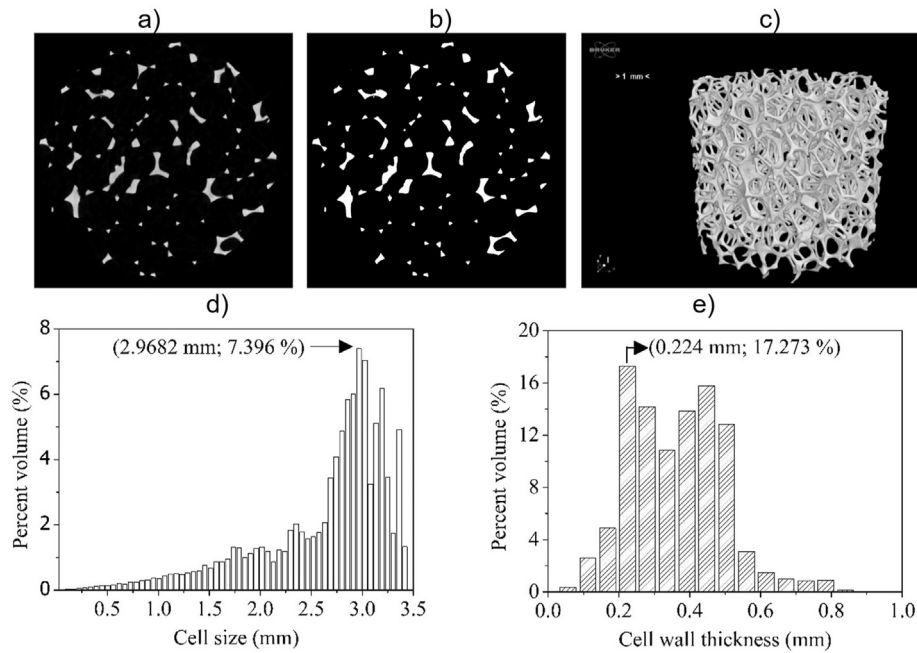 a)
b)
c)
BRUKER
> 1 mm <
d)
e)
8
6
4
2
0
Percent volume (%)
(2.9682 mm; 7.396 %)
0.5
1.0
1.5
2.0
2.5
3.0
3.5
Cell size (mm)
20
16
12
8
4
0
Percent volume (%)
(0.224 mm; 17.273 %)
0.0
0.2
0.4
0.6
0.8
1.0
Cell wall thickness (mm)